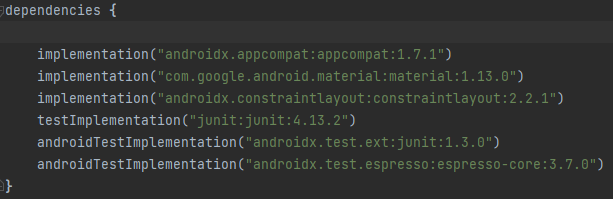 dependencies {
implementation("androidx.appcompat:appcompat:1.7.1")
implementation("com.google.android.material:material:1.13.0")
implementation("androidx.constraintlayout:constraintlayout:2.2.1")
testImplementation("junit:junit:4.13.2")
androidTestImplementation("androidx.test.ext:junit:1.3.0")
androidTestImplementation("androidx.test.espresso:espresso-core:3.7.0")
}